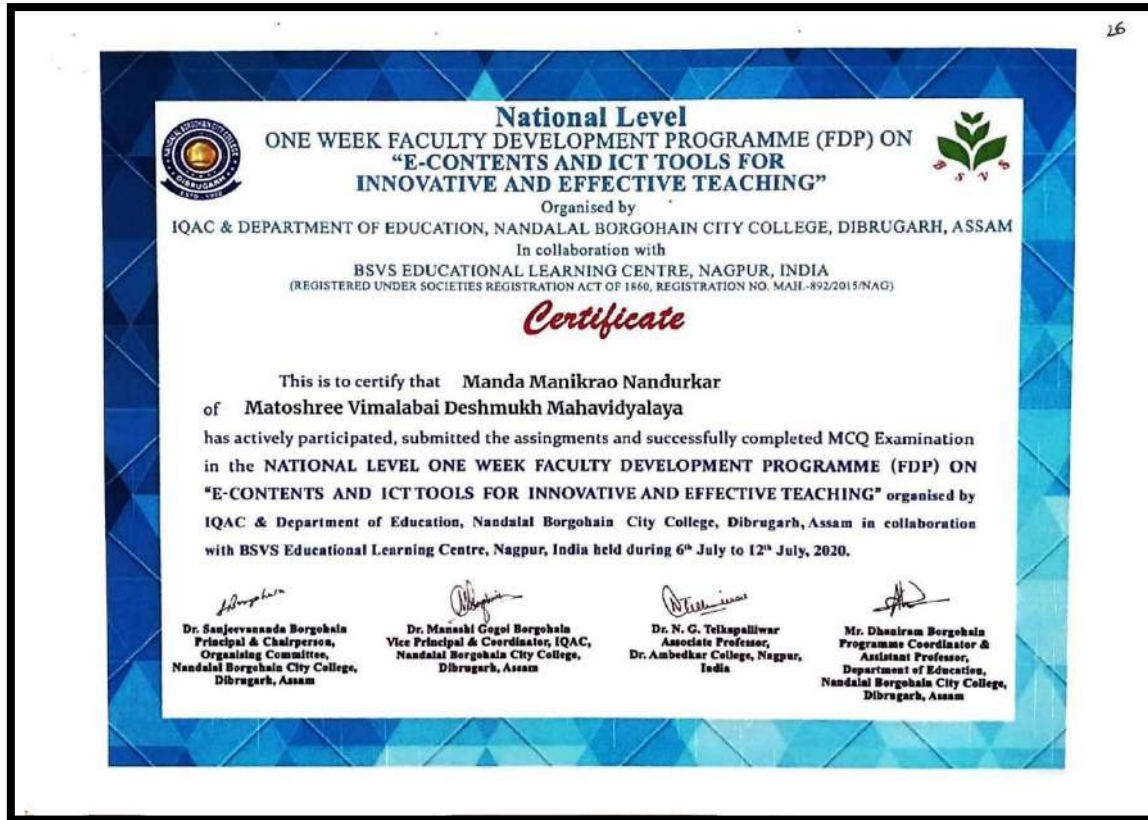 26
National Level
ONE WEEK FACULTY DEVELOPMENT PROGRAMME (FDP) ON
“E-CONTENTS AND ICT TOOLS FOR
INNOVATIVE AND EFFECTIVE TEACHING”
Organised by
IQAC & DEPARTMENT OF EDUCATION, NANDALAL BORGOHAIN CITY COLLEGE, DIBRUGARH, ASSAM
In collaboration with
BSVS EDUCATIONAL LEARNING CENTRE, NAGPUR, INDIA
(REGISTERED UNDER SOCIETIES REGISTRATION ACT OF 1860, REGISTRATION NO. MAH.-892/2015/NAG)
NANDALAL BORGOHAIN CITY COLLEGE
DIBRUGARH
B S V S
Certificate
This is to certify that Manda Manikrao Nandurkar
of Matoshree Vimalabai Deshmukh Mahavidyalaya
has actively participated, submitted the assingments and successfully completed MCQ Examination
in the NATIONAL LEVEL ONE WEEK FACULTY DEVELOPMENT PROGRAMME (FDP) ON
“E-CONTENTS AND ICT TOOLS FOR INNOVATIVE AND EFFECTIVE TEACHING” organised by
IQAC & Department of Education, Nandalal Borgohain City College, Dibrugarh, Assam in collaboration
with BSVS Educational Learning Centre, Nagpur, India held during 6th July to 12th July, 2020.
Dr. Sanjeevananda Borgohain
Principal & Chairperson,
Organising Committee,
Nandalal Borgohain City College,
Dibrugarh, Assam
Dr. Manashi Gogoi Borgohain
Vice Principal & Coordinator, IQAC,
Nandalal Borgohain City College,
Dibrugarh, Assam
Dr. N. G. Telkapalliwar
Associate Professor,
Dr. Ambedkar College, Nagpur,
India
Mr. Dhaniram Borgohain
Programme Coordinator &
Assistant Professor,
Department of Education,
Nandalal Borgohain City College,
Dibrugarh, Assam